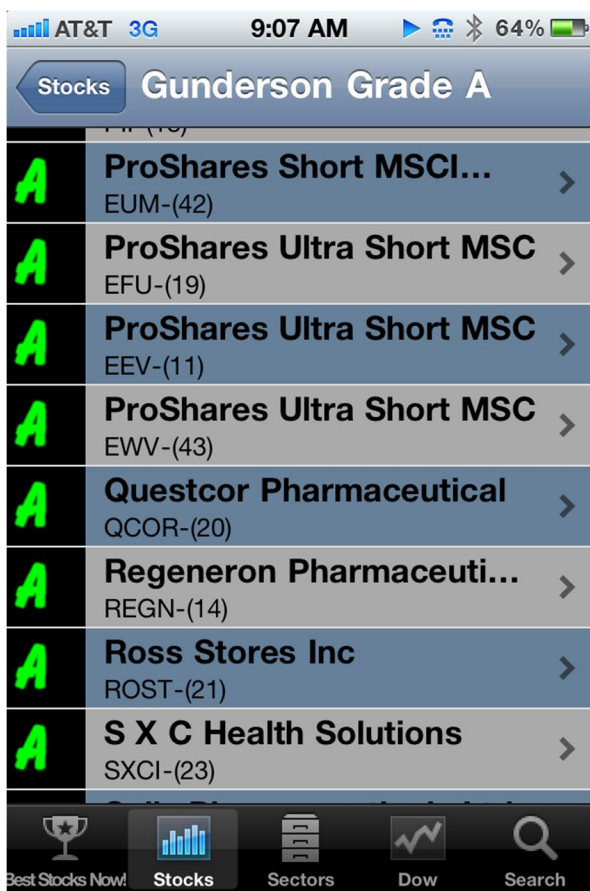 AT&T 3G 9:07 AM 64%
Stocks Gunderson Grade A
A ProShares Short MSCI...
EUM-(42)
A ProShares Ultra Short MSC
EFU-(19)
A ProShares Ultra Short MSC
EEV-(11)
A ProShares Ultra Short MSC
EWV-(43)
A Questcor Pharmaceutical
QCOR-(20)
A Regeneron Pharmaceuti...
REGN-(14)
A Ross Stores Inc
ROST-(21)
A S X C Health Solutions
SXCI-(23)
Best Stocks Now! Stocks Sectors Dow Search